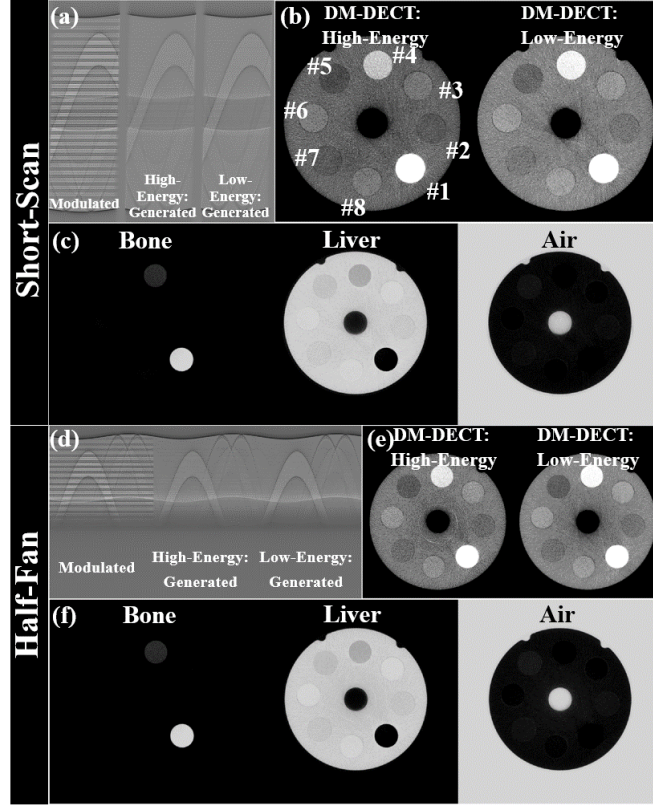 Short-Scan
(a)
Modulated
High-
Energy:
Generated
Low-
Energy:
Generated
(b)
DM-DECT:
High-Energy
DM-DECT:
Low-Energy
#5
#4
#3
#6
#2
#7
#1
#8
(c)
Bone
Liver
Air
Half-Fan
(d)
Modulated
High-Energy:
Generated
Low-Energy:
Generated
(e)
DM-DECT:
High-Energy
DM-DECT:
Low-Energy
(f)
Bone
Liver
Air